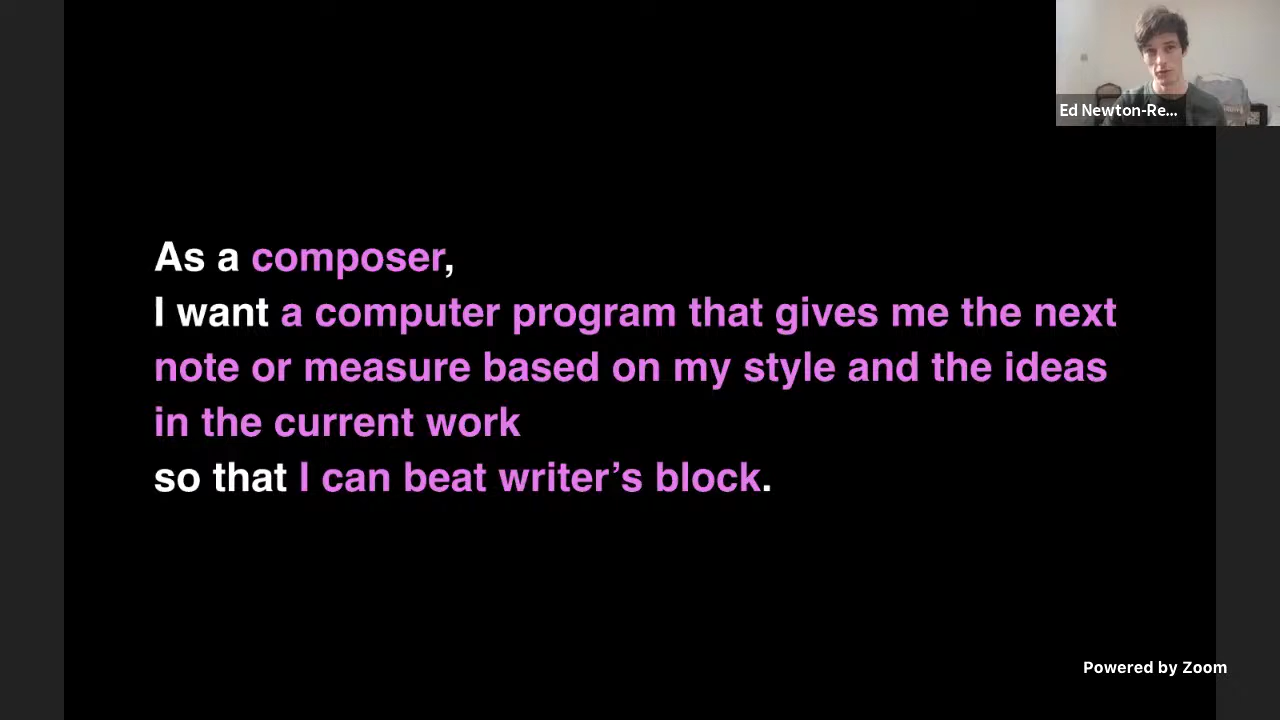 Ed Newton-Re...
As a composer,
I want a computer program that gives me the next
note or measure based on my style and the ideas
in the current work
so that I can beat writer’s block.
Powered by Zoom